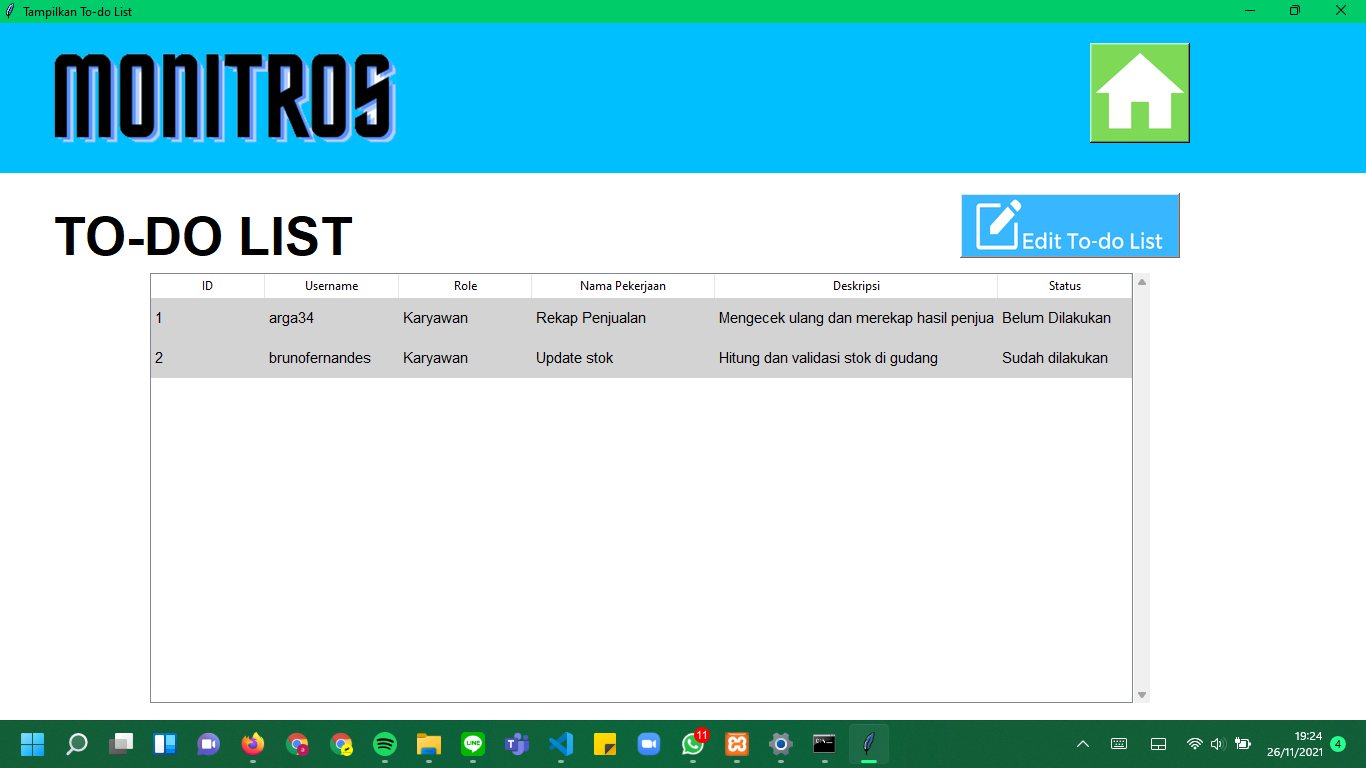 Tampilkan To-do List
MONITROS
TO-DO LIST
Edit To-do List
ID Username Role Nama Pekerjaan Deskripsi Status
1 arga34 Karyawan Rekap Penjualan Mengecek ulang dan merekap hasil penjua Belum Dilakukan
2 brunofernandes Karyawan Update stok Hitung dan validasi stok di gudang Sudah dilakukan
LINE
11
19:24
26/11/2021
4